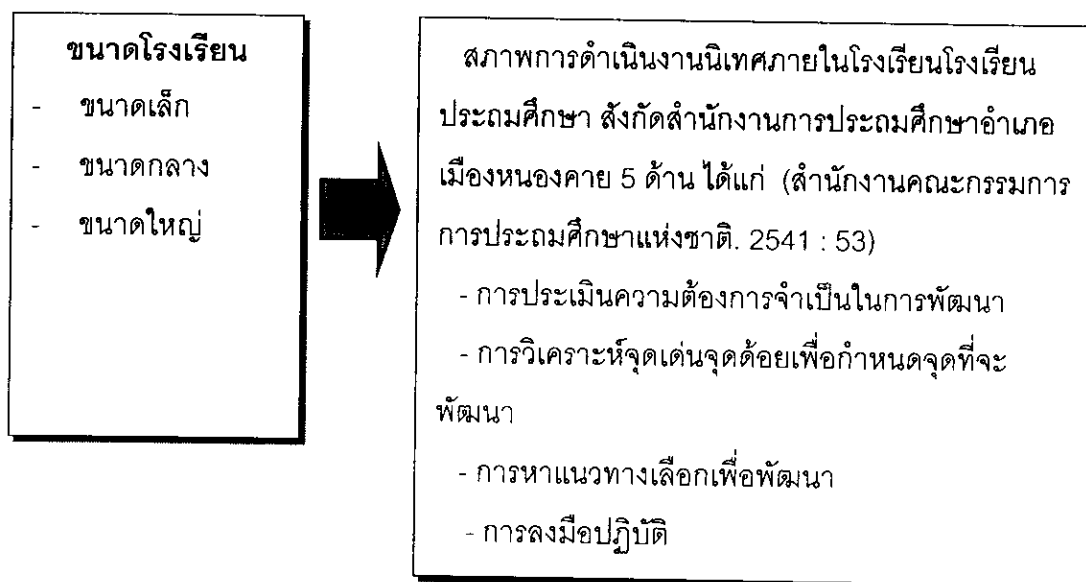 ขนาดโรงเรียน
- ขนาดเล็ก
- ขนาดกลาง
- ขนาดใหญ่
สภาพการดำเนินงานนิเทศภายในโรงเรียนโรงเรียน
ประถมศึกษา สังกัดสำนักงานการประถมศึกษาอำเภอ
เมืองหนองคาย 5 ด้าน ได้แก่ (สำนักงานคณะกรรมการ
การประถมศึกษาแห่งชาติ. 2541 : 53)
- การประเมินความต้องการจำเป็นในการพัฒนา
- การวิเคราะห์จุดเด่นจุดด้อยเพื่อกำหนดจุดที่จะ
พัฒนา
- การหาแนวทางเลือกเพื่อพัฒนา
- การลงมือปฏิบัติ